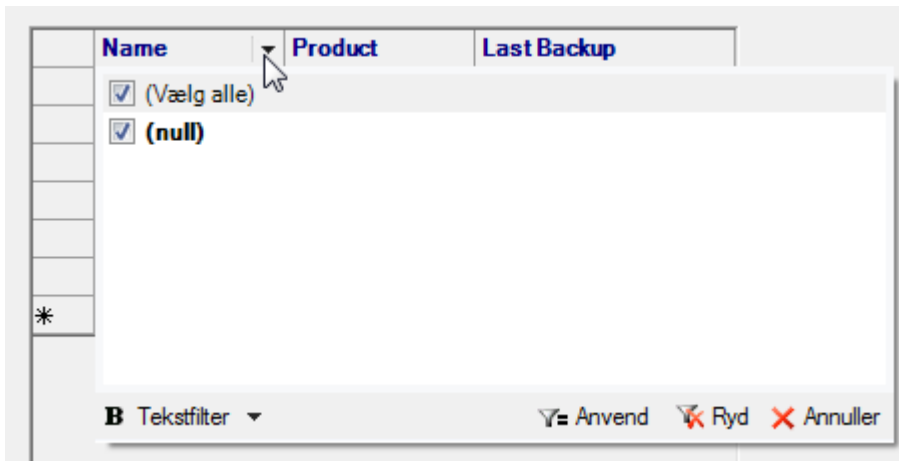 Name Product Last Backup
(Vælg alle)
(null)
B Tekstfilter Anvend Ryd Annuller